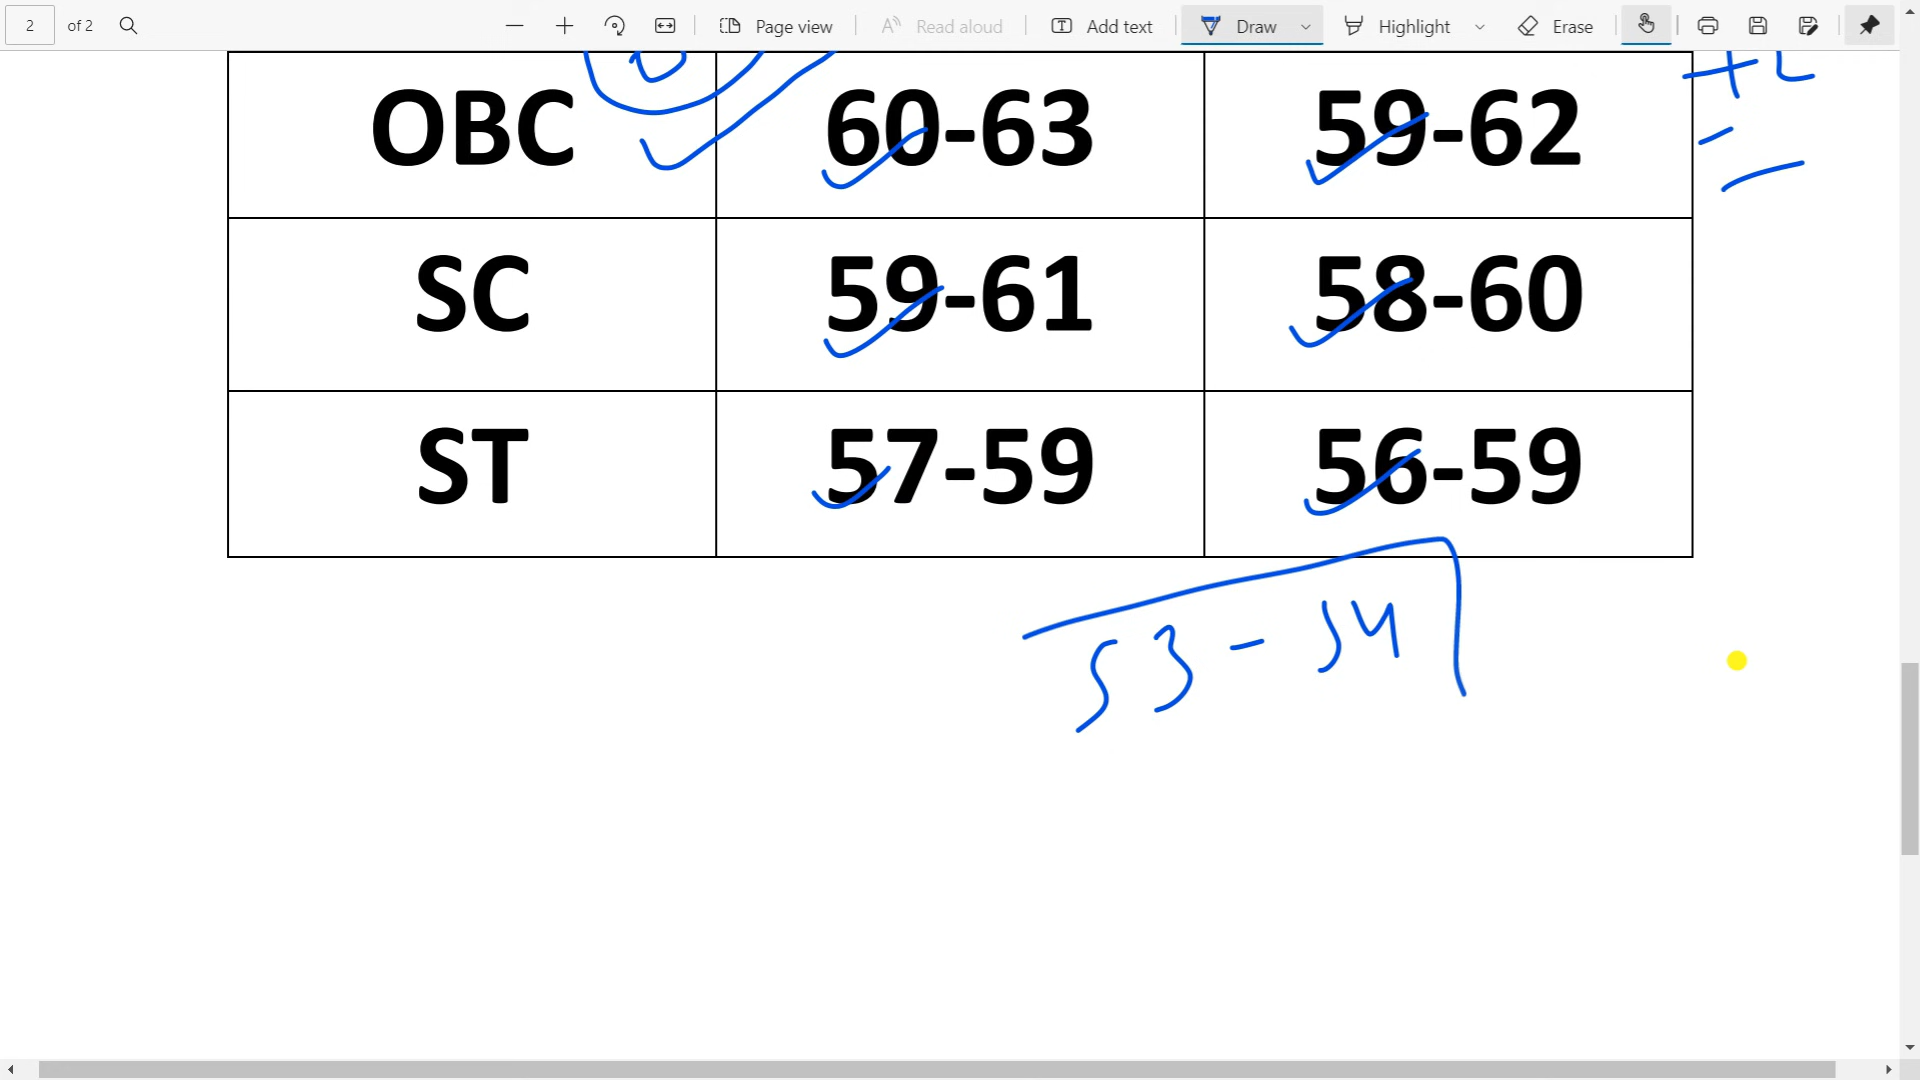 2 of 2 Page view Read aloud Add text Draw Highlight Erase
OBC 60-63 59-62
SC 59-61 58-60
ST 57-59 56-59
53-54